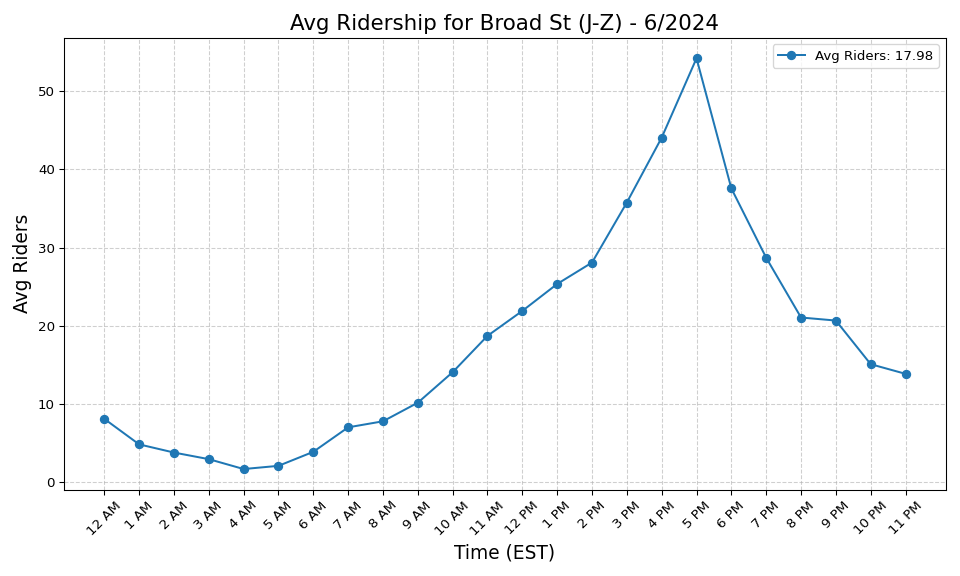 Avg Ridership for Broad St (J-Z) - 6/2024
Avg Riders: 17.98
Avg Riders
50
40
30
20
10
0
12 AM
1 AM
2 AM
3 AM
4 AM
5 AM
6 AM
7 AM
8 AM
9 AM
10 AM
11 AM
12 PM
1 PM
2 PM
3 PM
4 PM
5 PM
6 PM
7 PM
8 PM
9 PM
10 PM
11 PM
Time (EST)